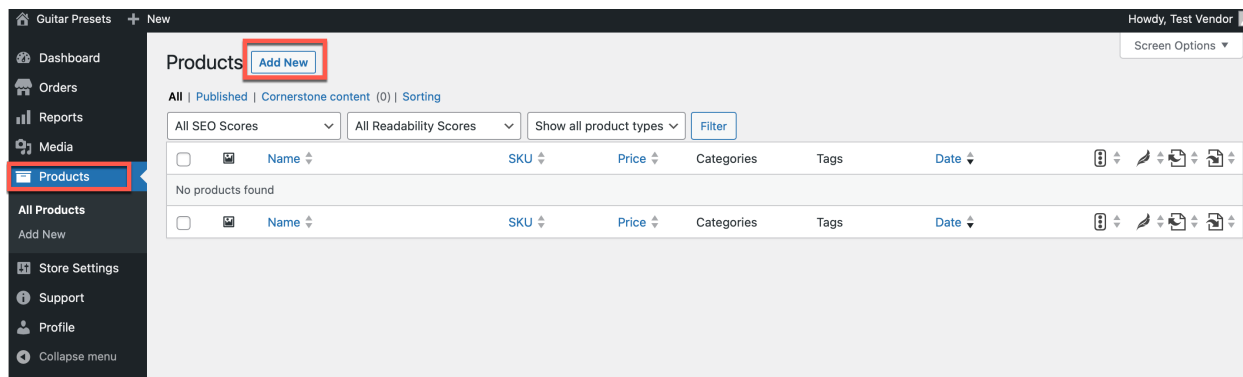 Guitar Presets New Howdy, Test Vendor
Screen Options
Dashboard
Orders
Reports
Media
Products
All Products
Add New
Store Settings
Support
Profile
Collapse menu
Products Add New
All | Published | Cornerstone content (0) | Sorting
All SEO Scores All Readability Scores Show all product types Filter
Name SKU Price Categories Tags Date
No products found
Name SKU Price Categories Tags Date